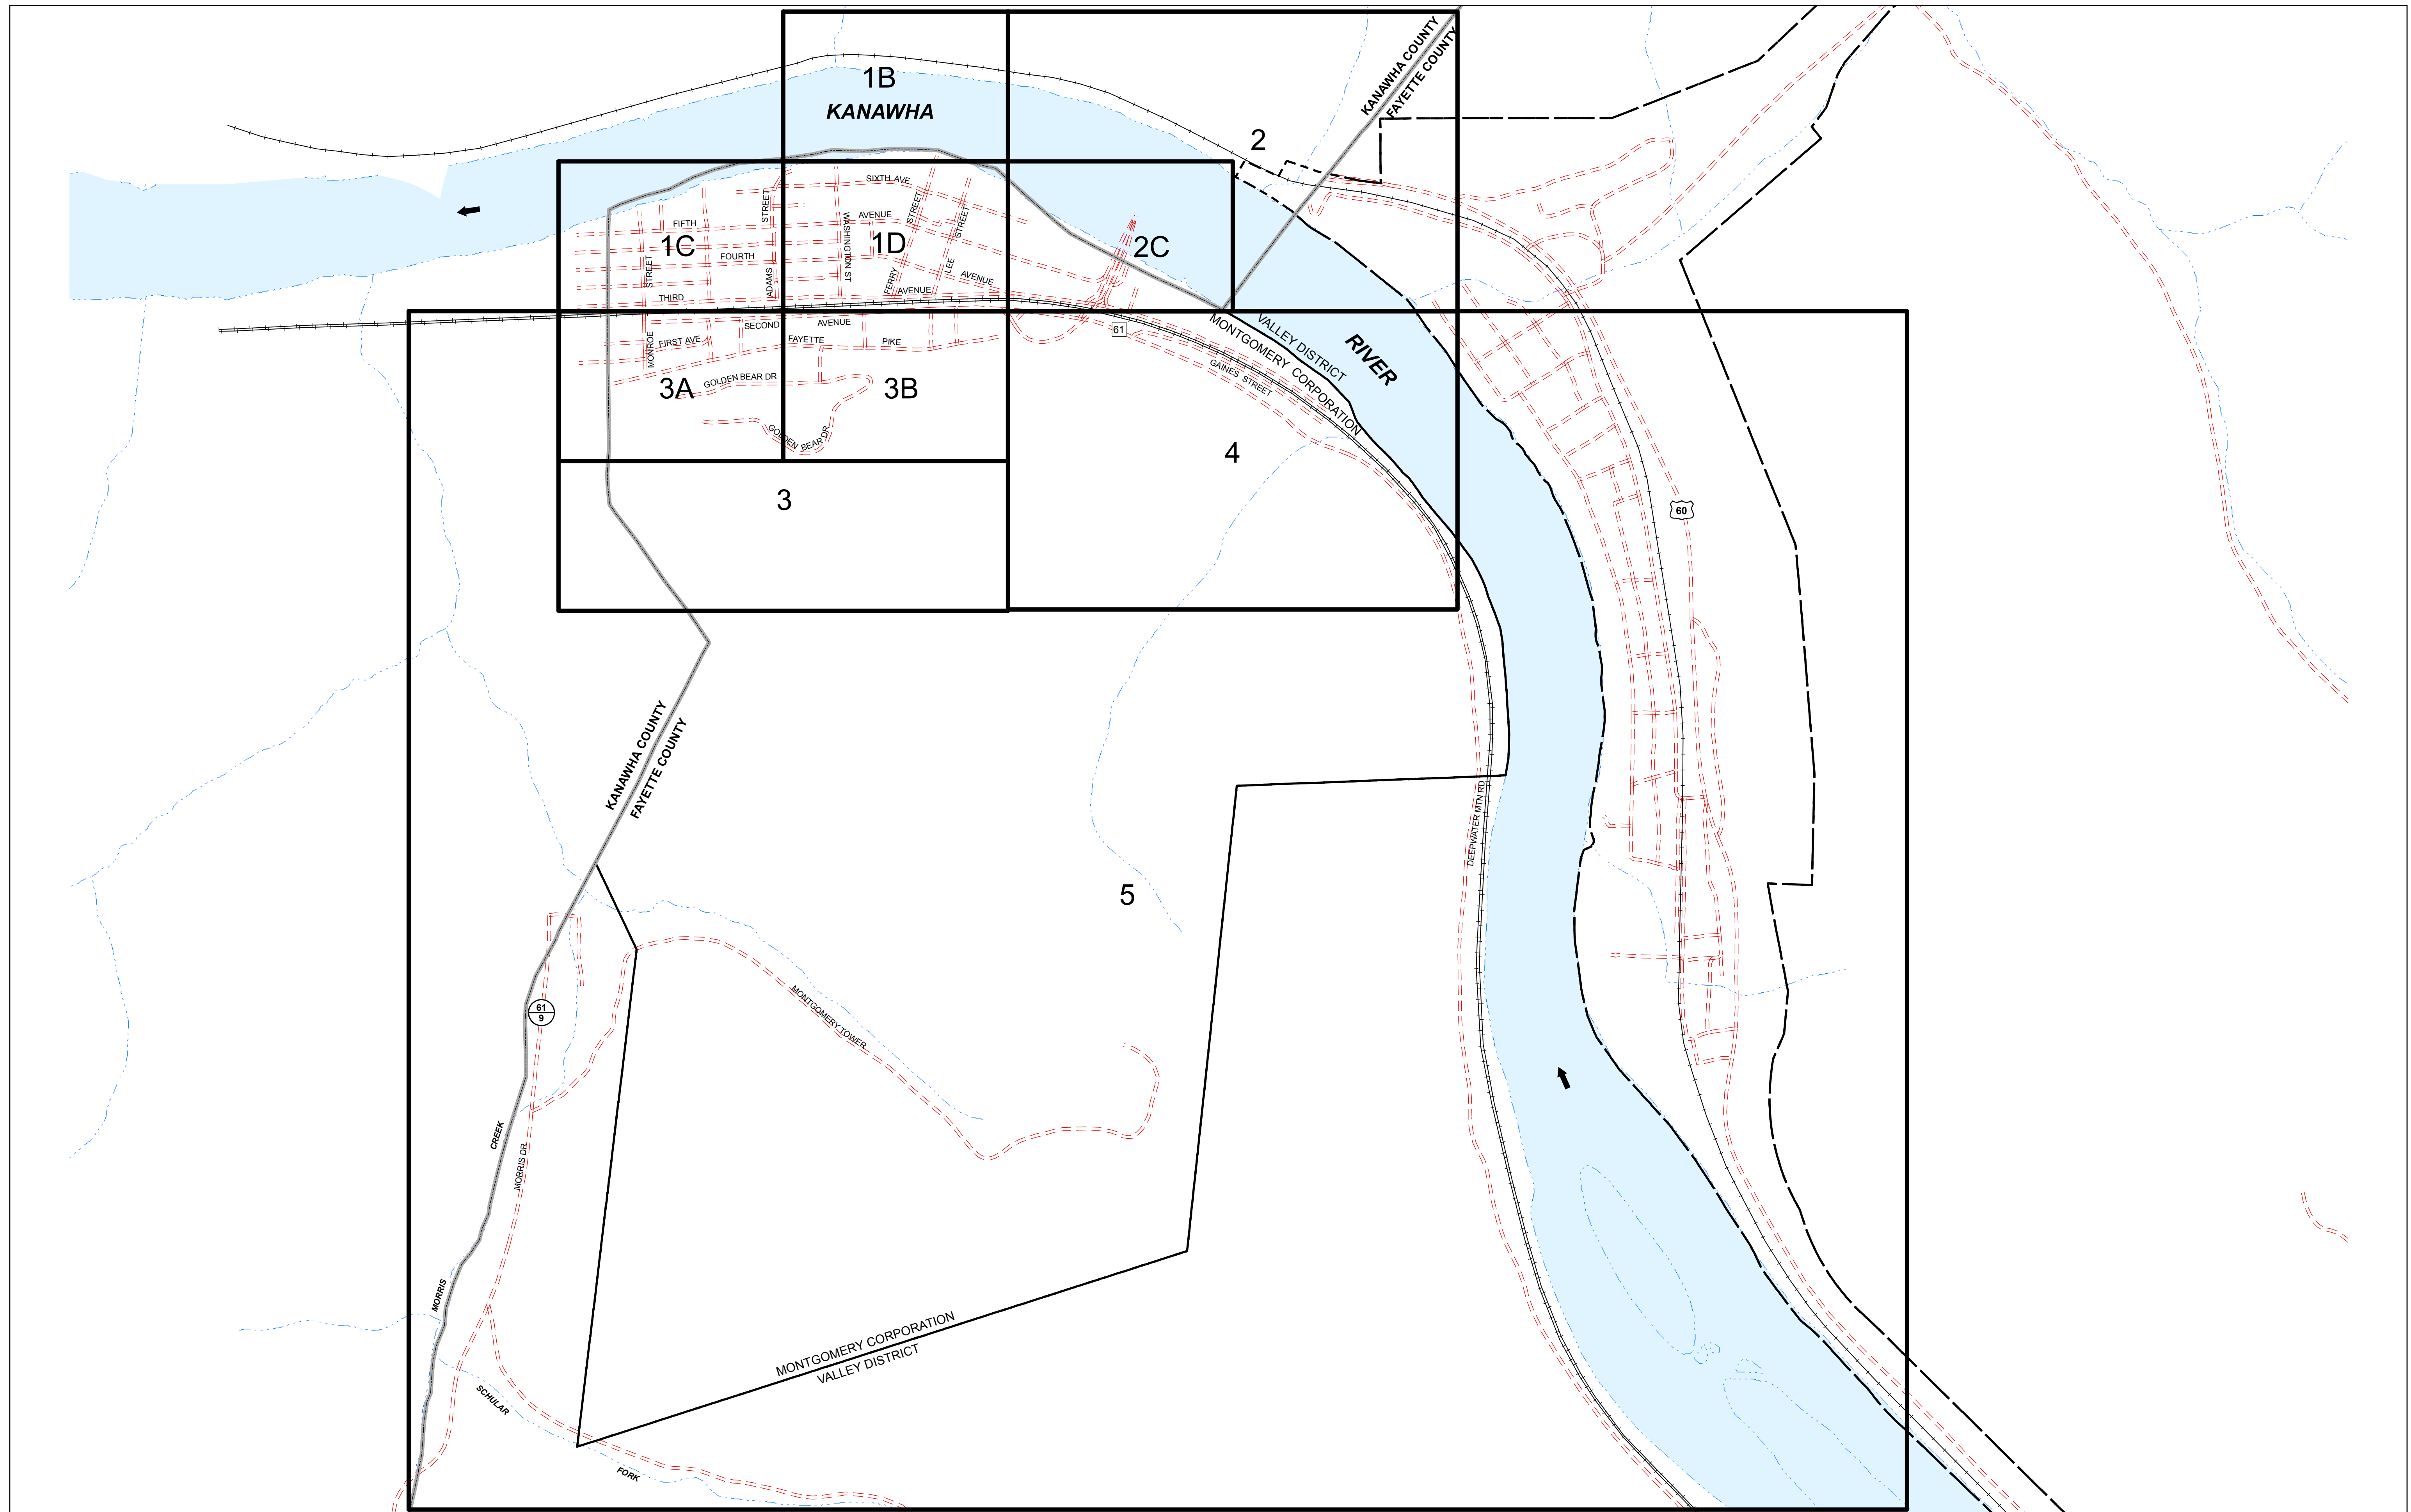 1B
KANAWHA
KANAWHA COUNTY
FAYETTE COUNTY
2
SIXTH AVE
FIFTH
AVENUE
STREET
WASHINGTON ST
STREET
STREET
1C
1D
2C
FOURTH
STREET
ADAMS
FERRY
LEE
AVENUE
THIRD
AVENUE
SECOND
AVENUE
61
VALLEY DISTRICT
MONTGOMERY CORPORATION
RIVER
MONROE
FIRST AVE
FAYETTE
PIKE
GAINES STREET
3A
GOLDEN BEAR DR
3B
GOLDEN BEAR DR
4
3
60
KANAWHA COUNTY
FAYETTE COUNTY
DEEPWATER MTN RD
5
61
9
MONTGOMERY TOWER
CREEK
MORRIS DR
MORRIS
MONTGOMERY CORPORATION
VALLEY DISTRICT
SCHULAR
FORK